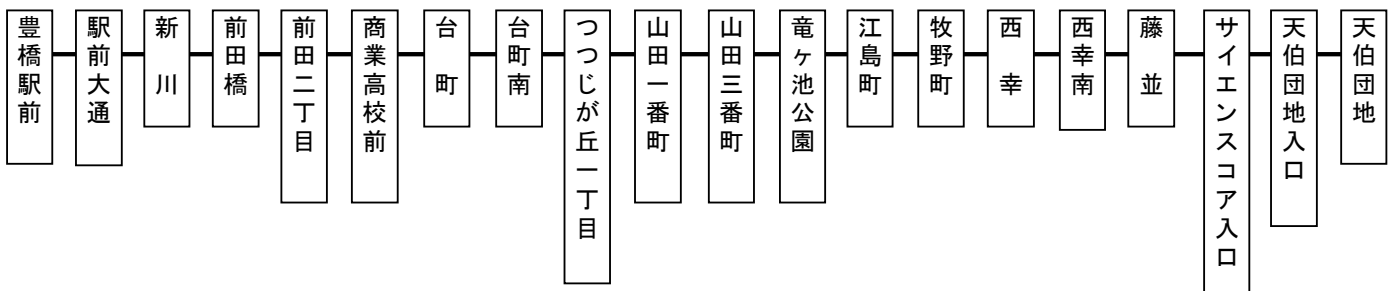 豊橋駅前
駅前大通
新川
前田橋
前田二丁目
商業高校前
台町
台町南
つつじが丘一丁目
山田一番町
山田三番町
竜ヶ池公園
江島町
牧野町
西幸
西幸南
藤並
サイエンスコア入口
天伯団地入口
天伯団地